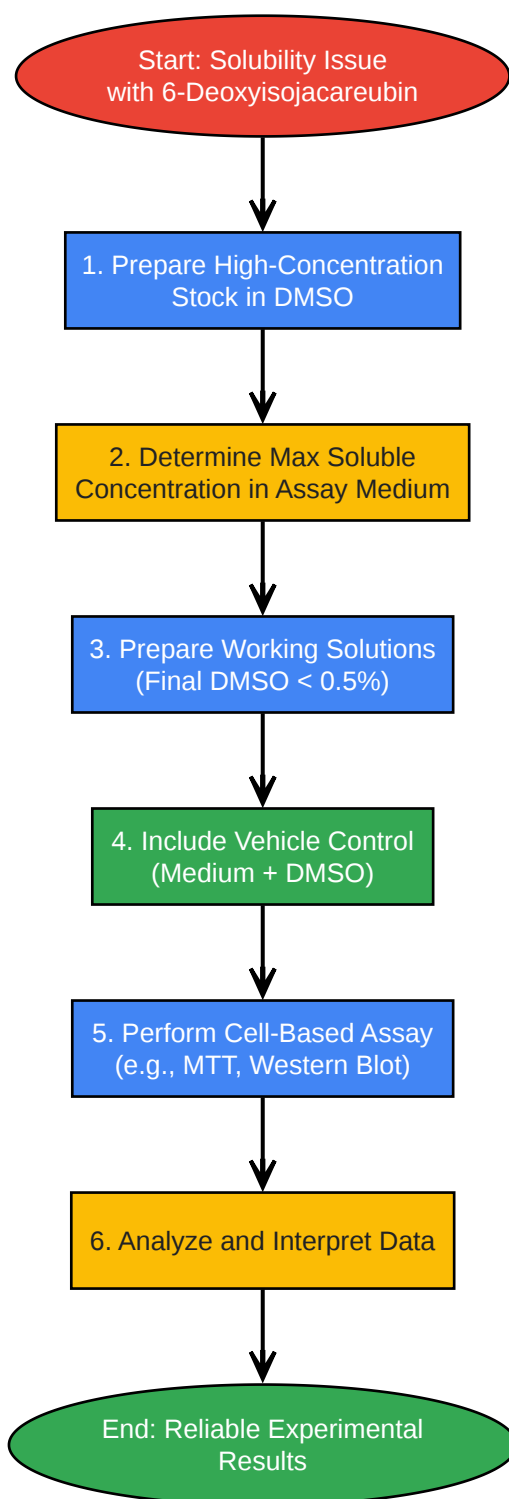 Start: Solubility Issue
with 6-Deoxyisojacareubin
1. Prepare High-Concentration
Stock in DMSO
2. Determine Max Soluble
Concentration in Assay Medium
3. Prepare Working Solutions
(Final DMSO < 0.5%)
4. Include Vehicle Control
(Medium + DMSO)
5. Perform Cell-Based Assay
(e.g., MTT, Western Blot)
6. Analyze and Interpret Data
End: Reliable Experimental
Results